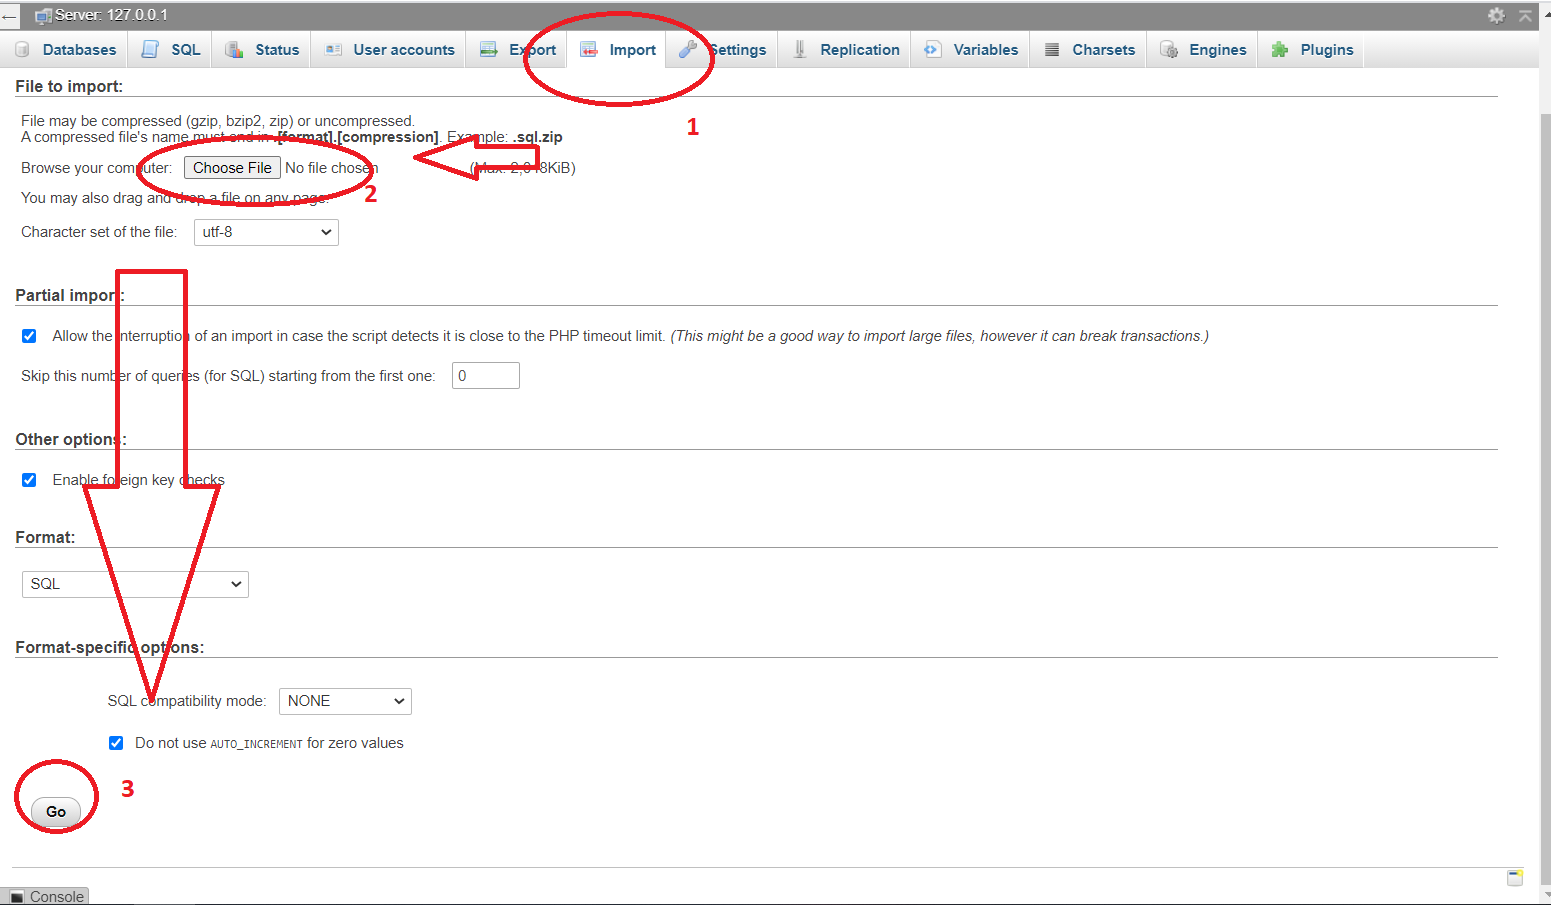 Server: 127.0.0.1
Databases SQL Status User accounts Export Import Settings Replication Variables Charsets Engines Plugins
File to import:
1
File may be compressed (gzip, bzip2, zip) or uncompressed.
A compressed file's name must end in .[format].[compression]. Example: .sql.zip
Browse your computer: Choose File No file chosen (Max: 2,048KiB)
2
You may also drag and drop a file on any page.
Character set of the file: utf-8
Partial import:
Allow the interruption of an import in case the script detects it is close to the PHP timeout limit. (This might be a good way to import large files, however it can break transactions.)
Skip this number of queries (for SQL) starting from the first one: 0
Other options:
Enable foreign key checks
Format:
SQL
Format-specific options:
SQL compatibility mode: NONE
Do not use AUTO_INCREMENT for zero values
3
Go
Console